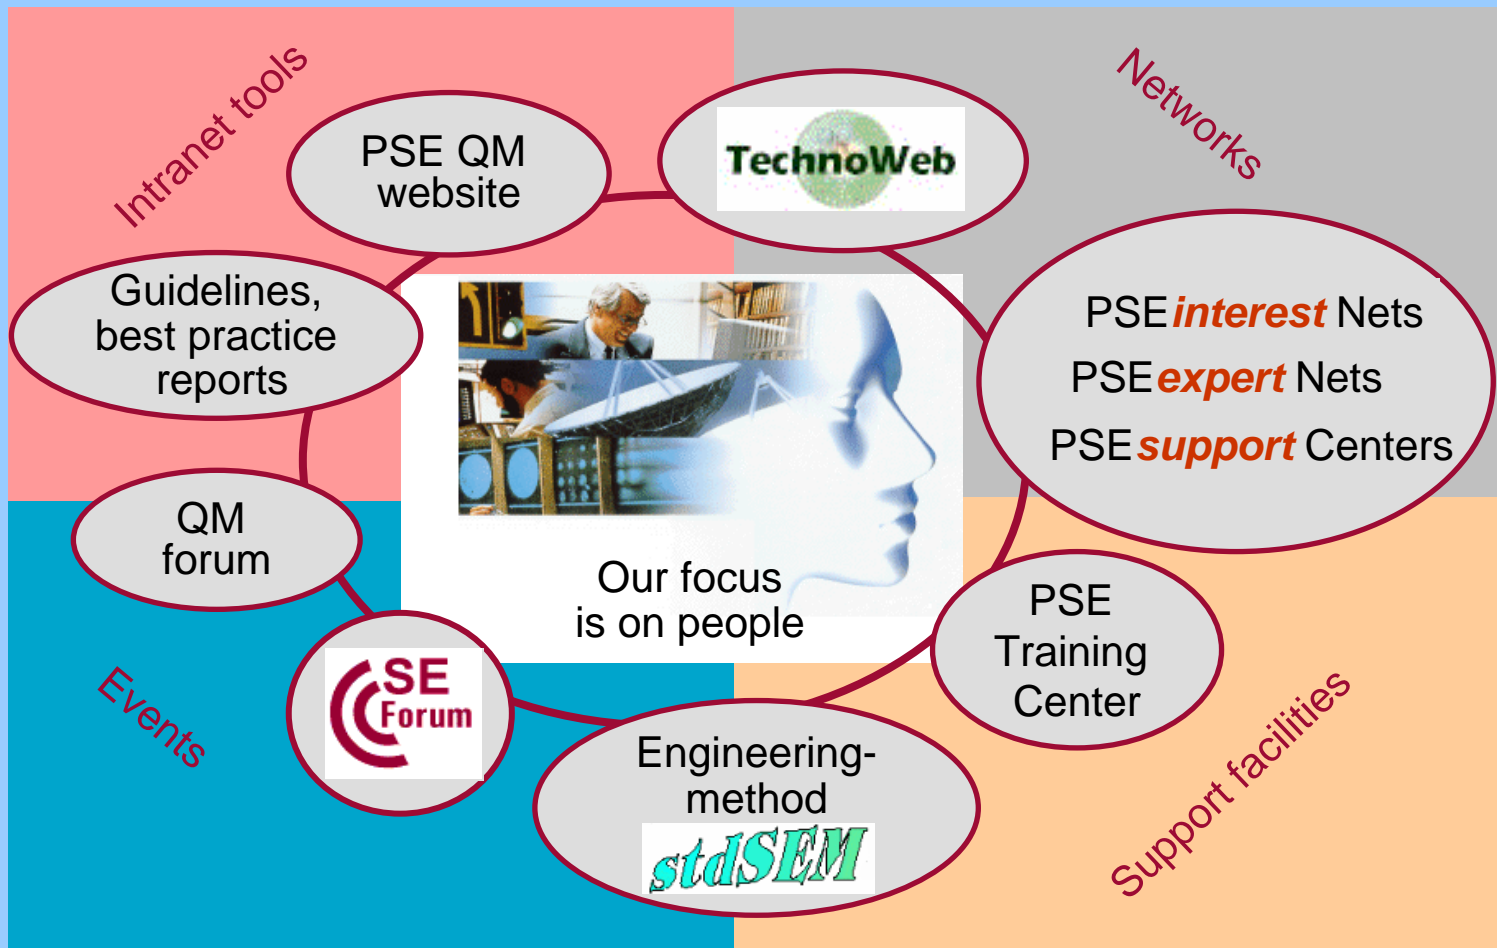 Intranet tools
Networks
PSE QM
website
TechnoWeb
Guidelines,
best practice
reports
PSE interest Nets
PSE expert Nets
PSE support Centers
QM
forum
Our focus
is on people
PSE
Training
Center
SE
Forum
Events
Engineering-
method
stdSEM
Support facilities